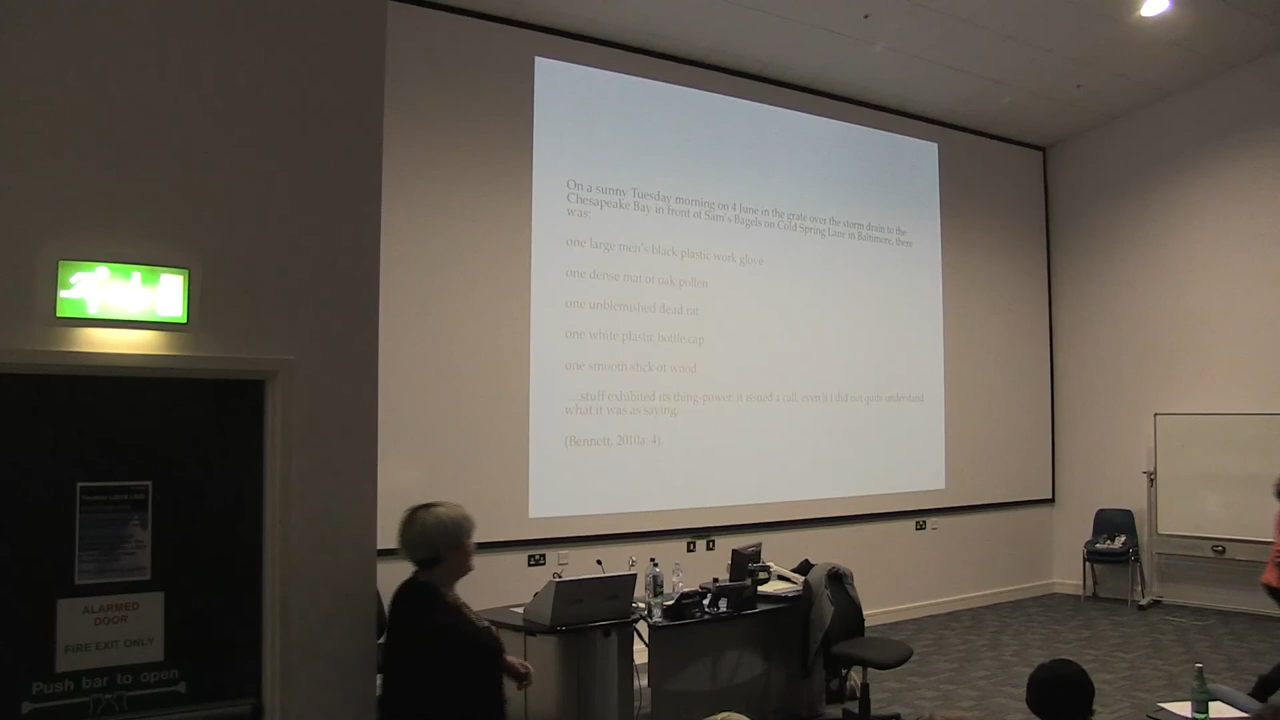 On a sunny Tuesday morning on 4 June in the grate over the storm drain to the
Chesapeake Bay in front of Sam's Bagels on Cold Spring Lane in Baltimore, there
was:
one large men's black plastic work glove
one dense mat of oak pollen
one unblemished dead rat
one white plastic bottle cap
one smooth stick of wood
…stuff exhibited its thing-power: it issued a call, even if I did not quite understand
what it was as saying.
(Bennett, 2010a: 4).
ALARMED
DOOR
FIRE EXIT ONLY
Push bar to open